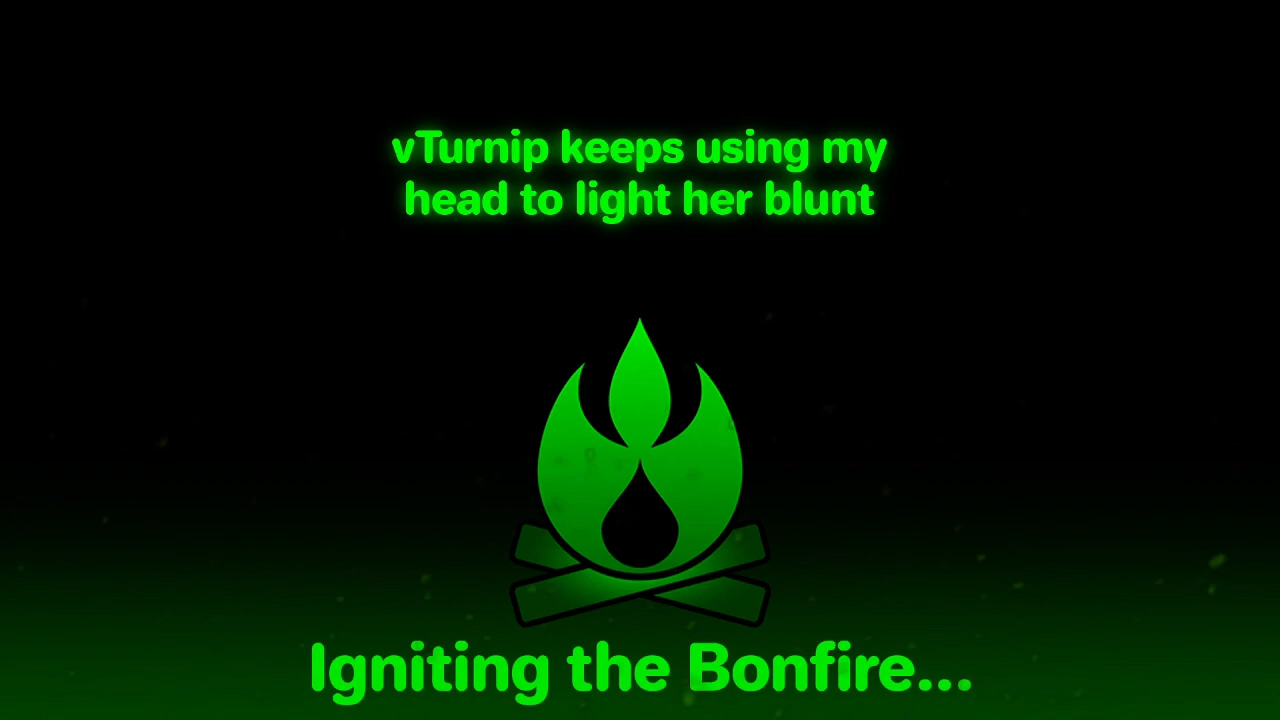 vTurnip keeps using my
head to light her blunt
Igniting the Bonfire...